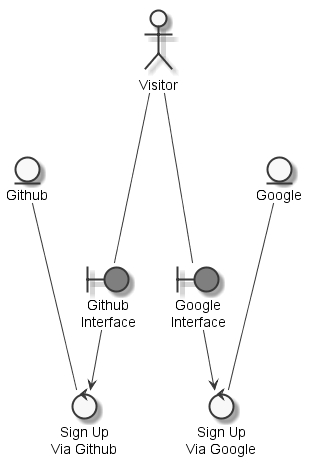 Visitor
Github
Google
Github
Interface
Google
Interface
Sign Up
Via Github
Sign Up
Via Google